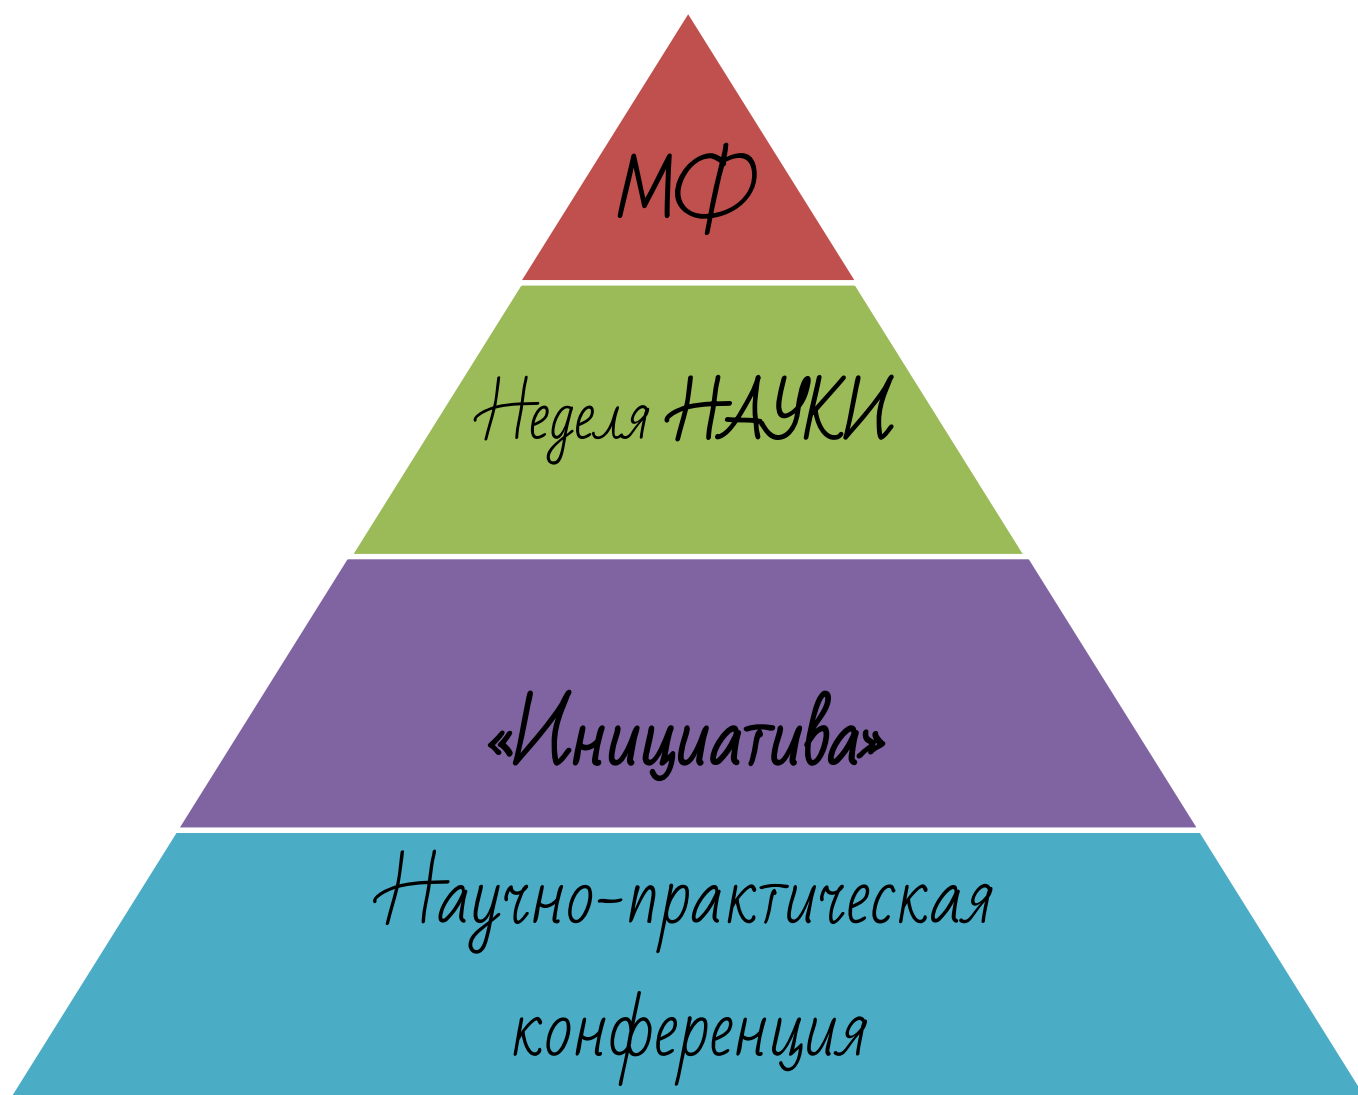 МФ
Неделя НАУКИ
«Инициатива»
Научно-практическая
конференция